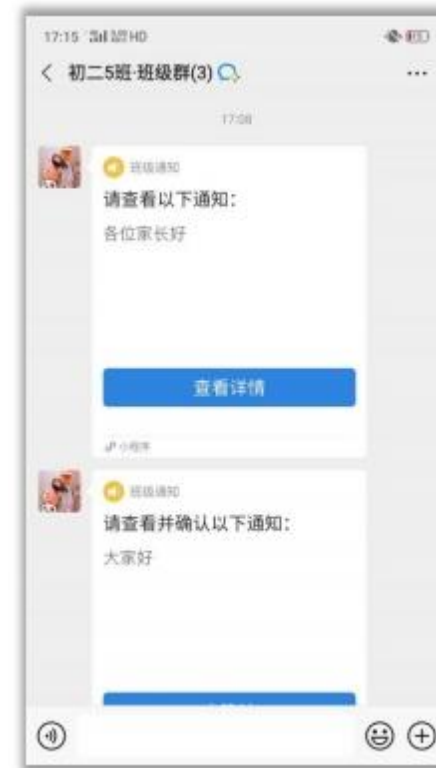 17:15
初二5班·班级群(3)
17:08
班级通知
请查看以下通知：
各位家长好
查看详情
小程序
班级通知
请查看并确认以下通知：
大家好